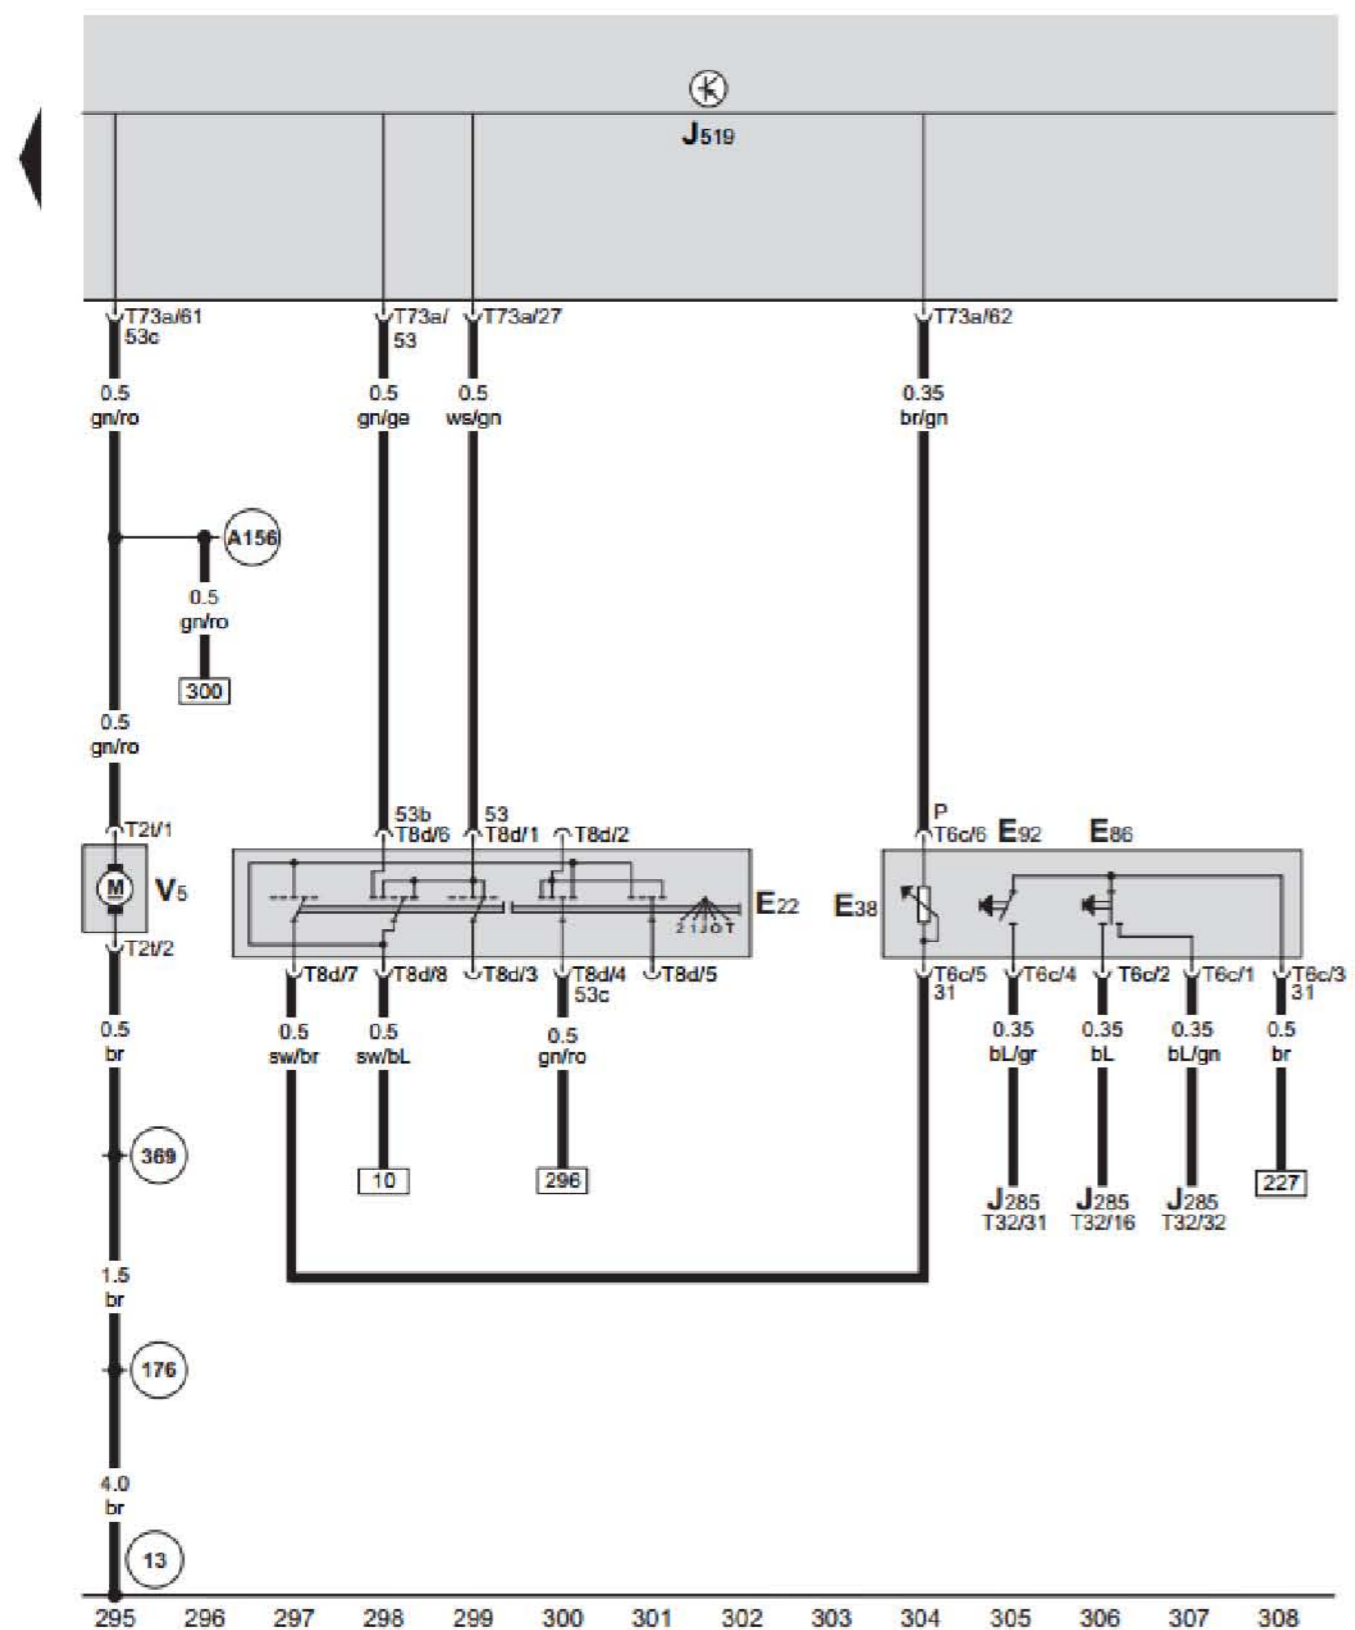 J519
T73a/61 T73a/ T73a/27 T73a/62
53c 53
0.5 0.5 0.5 0.35
gn/ro gn/ge ws/gn br/gn
A156
0.5
gn/ro
300
0.5
gn/ro
53b 53 P
T2t/1 T8d/6 T8d/1 T8d/2 T6c/6 E92 E86
M V5 E22 E38
2 1 J O T
T2t/2 T8d/7 T8d/8 T8d/3 T8d/4 T8d/5 T6c/5 T6c/4 T6c/2 T6c/1 T6c/3
53c 31 31
0.5 0.5 0.5 0.5 0.35 0.35 0.35 0.5
br sw/br sw/bL gn/ro bL/gr bL bL/gn br
369 10 296 227
J285 J285 J285
T32/31 T32/16 T32/32
1.5
br
176
4.0
br
13
295 296 297 298 299 300 301 302 303 304 305 306 307 308